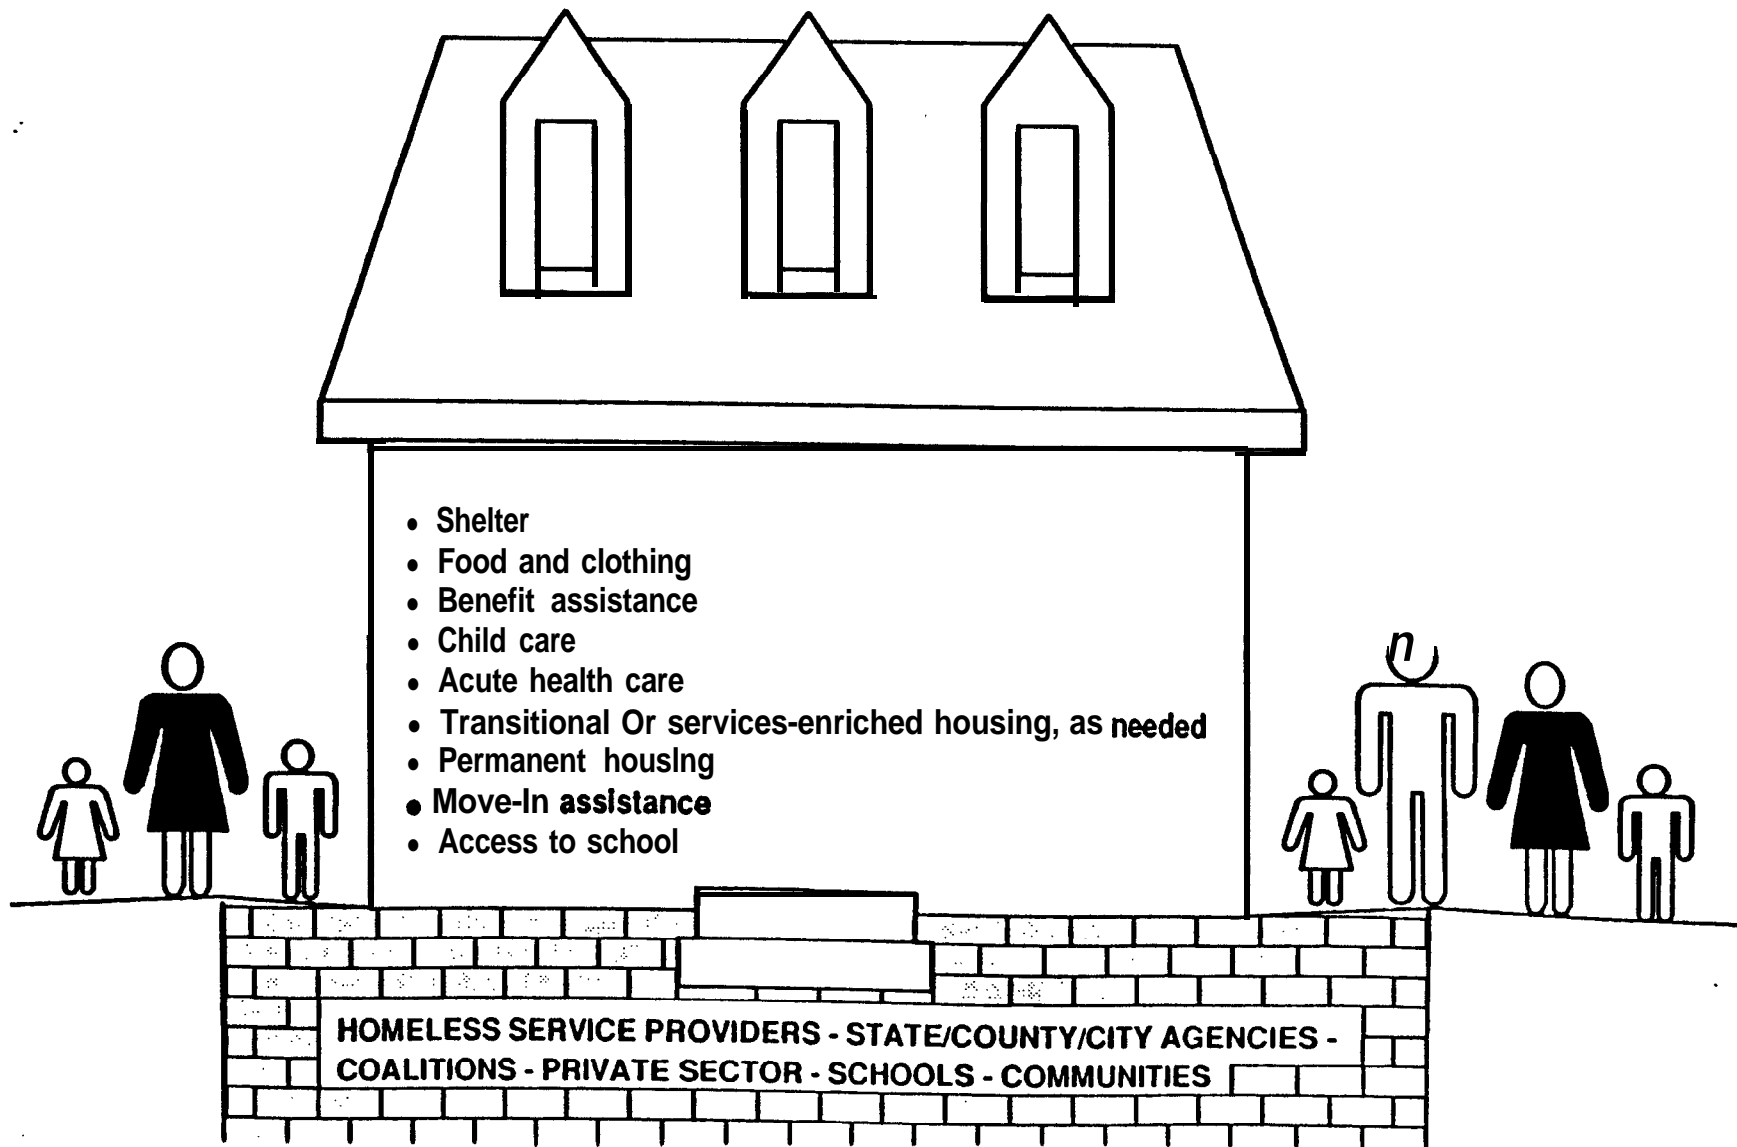 • Shelter
• Food and clothing
• Benefit assistance
• Child care
• Acute health care
• Transitional Or services-enriched housing, as needed
• Permanent housIng
• Move-In assistance
• Access to school
n
HOMELESS SERVICE PROVIDERS - STATE/COUNTY/CITY AGENCIES -
COALITIONS - PRIVATE SECTOR - SCHOOLS - COMMUNITIES